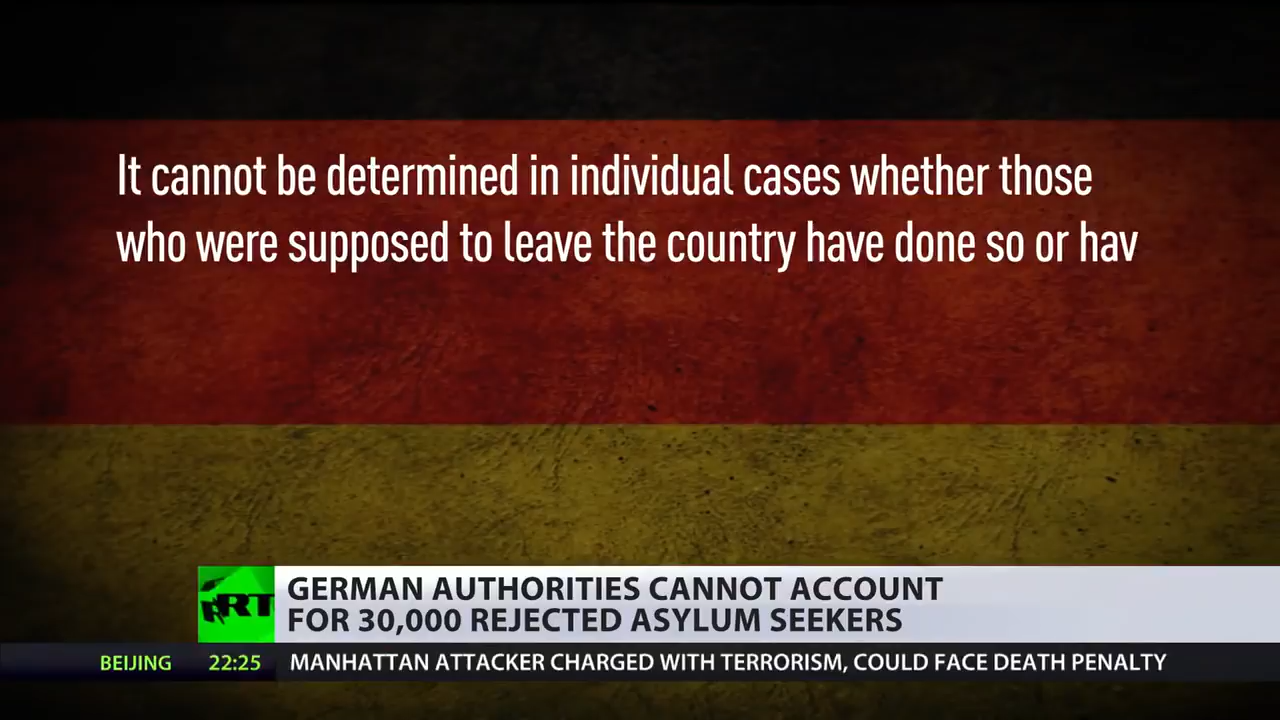 It cannot be determined in individual cases whether those
who were supposed to leave the country have done so or hav
RT
GERMAN AUTHORITIES CANNOT ACCOUNT
FOR 30,000 REJECTED ASYLUM SEEKERS
BEIJING 22:25 MANHATTAN ATTACKER CHARGED WITH TERRORISM, COULD FACE DEATH PENALTY